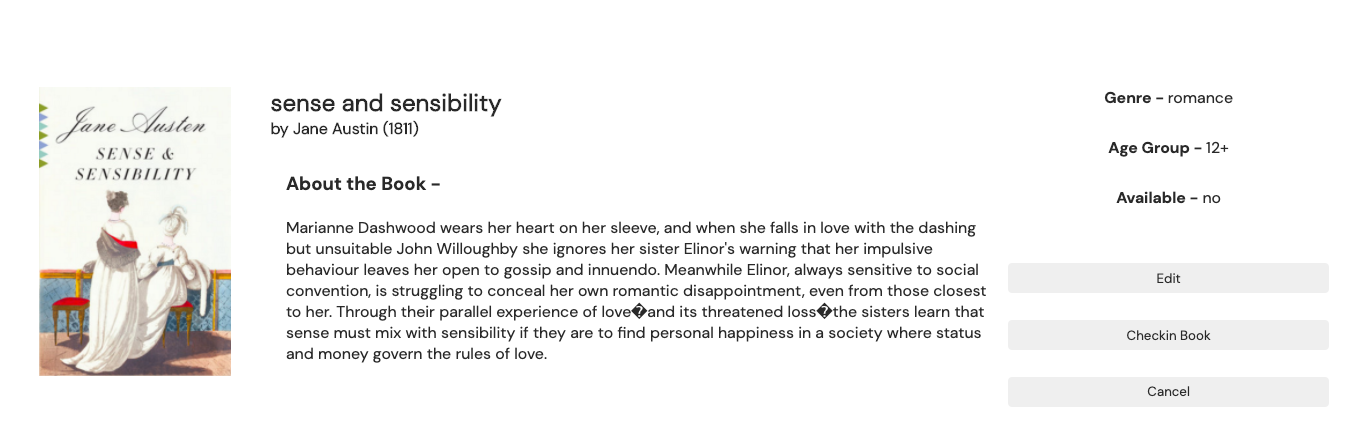 Jane Austen
SENSE &
SENSIBILITY
sense and sensibility
by Jane Austin (1811)
About the Book -
Marianne Dashwood wears her heart on her sleeve, and when she falls in love with the dashing
but unsuitable John Willoughby she ignores her sister Elinor's warning that her impulsive
behaviour leaves her open to gossip and innuendo. Meanwhile Elinor, always sensitive to social
convention, is struggling to conceal her own romantic disappointment, even from those closest
to her. Through their parallel experience of love�and its threatened loss�the sisters learn that
sense must mix with sensibility if they are to find personal happiness in a society where status
and money govern the rules of love.
Genre - romance
Age Group - 12+
Available - no
Edit
Checkin Book
Cancel